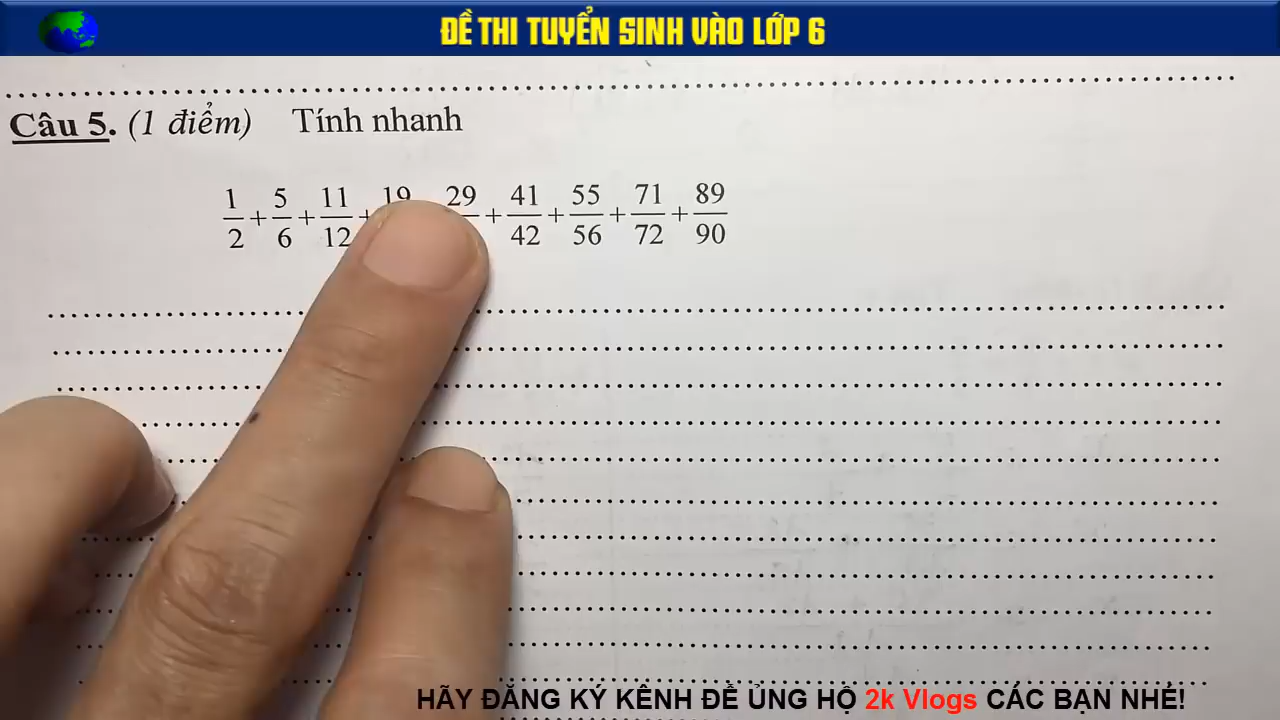 ĐỀ THI TUYỂN SINH VÀO LỚP 6
Câu 5. (1 điểm) Tính nhanh
1/2 + 5/6 + 11/12 + 19 29 + 41/42 + 55/56 + 71/72 + 89/90
HÃY ĐĂNG KÝ KÊNH ĐỀ ỦNG HỘ 2k Vlogs CÁC BẠN NHÉ!